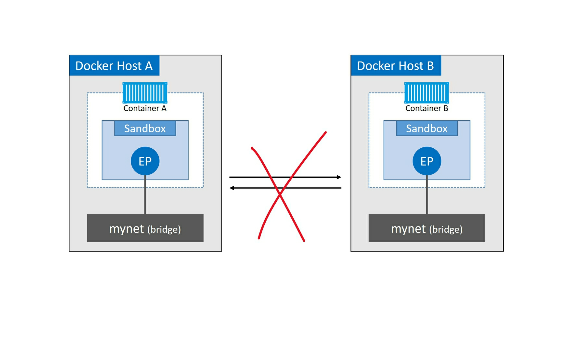 Docker Host A
Container A
Sandbox
EP
mynet (bridge)
Docker Host B
Container B
Sandbox
EP
mynet (bridge)